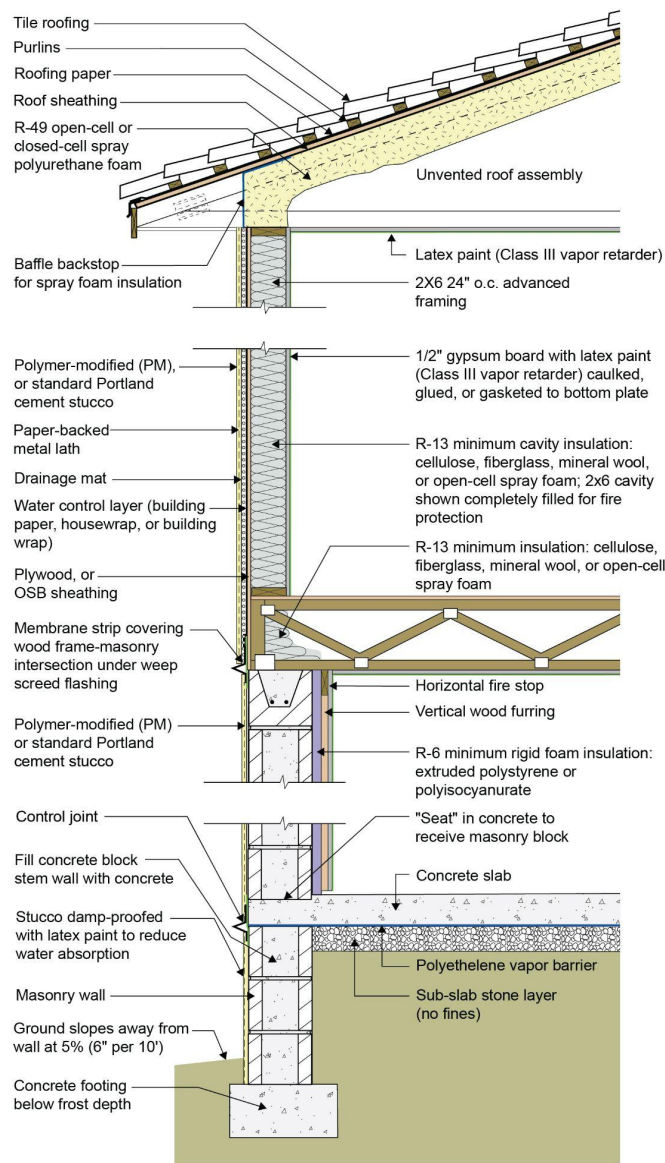 Tile roofing
Purlins
Roofing paper
Roof sheathing
R-49 open-cell or
closed-cell spray
polyurethane foam
Unvented roof assembly
Baffle backstop
for spray foam insulation
Latex paint (Class III vapor retarder)
2X6 24" o.c. advanced
framing
Polymer-modified (PM),
or standard Portland
cement stucco
1/2" gypsum board with latex paint
(Class III vapor retarder) caulked,
glued, or gasketed to bottom plate
Paper-backed
metal lath
Drainage mat
R-13 minimum cavity insulation:
cellulose, fiberglass, mineral wool,
or open-cell spray foam; 2x6 cavity
shown completely filled for fire
protection
Water control layer (building
paper, housewrap, or building
wrap)
R-13 minimum insulation: cellulose,
fiberglass, mineral wool, or open-cell
spray foam
Plywood, or
OSB sheathing
Membrane strip covering
wood frame-masonry
intersection under weep
screed flashing
Horizontal fire stop
Vertical wood furring
Polymer-modified (PM)
or standard Portland
cement stucco
R-6 minimum rigid foam insulation:
extruded polystyrene or
polyisocyanurate
Control joint
"Seat" in concrete to
receive masonry block
Fill concrete block
stem wall with concrete
Concrete slab
Stucco damp-proofed
with latex paint to reduce
water absorption
Polyethelene vapor barrier
Masonry wall
Sub-slab stone layer
(no fines)
Ground slopes away from
wall at 5% (6" per 10')
Concrete footing
below frost depth